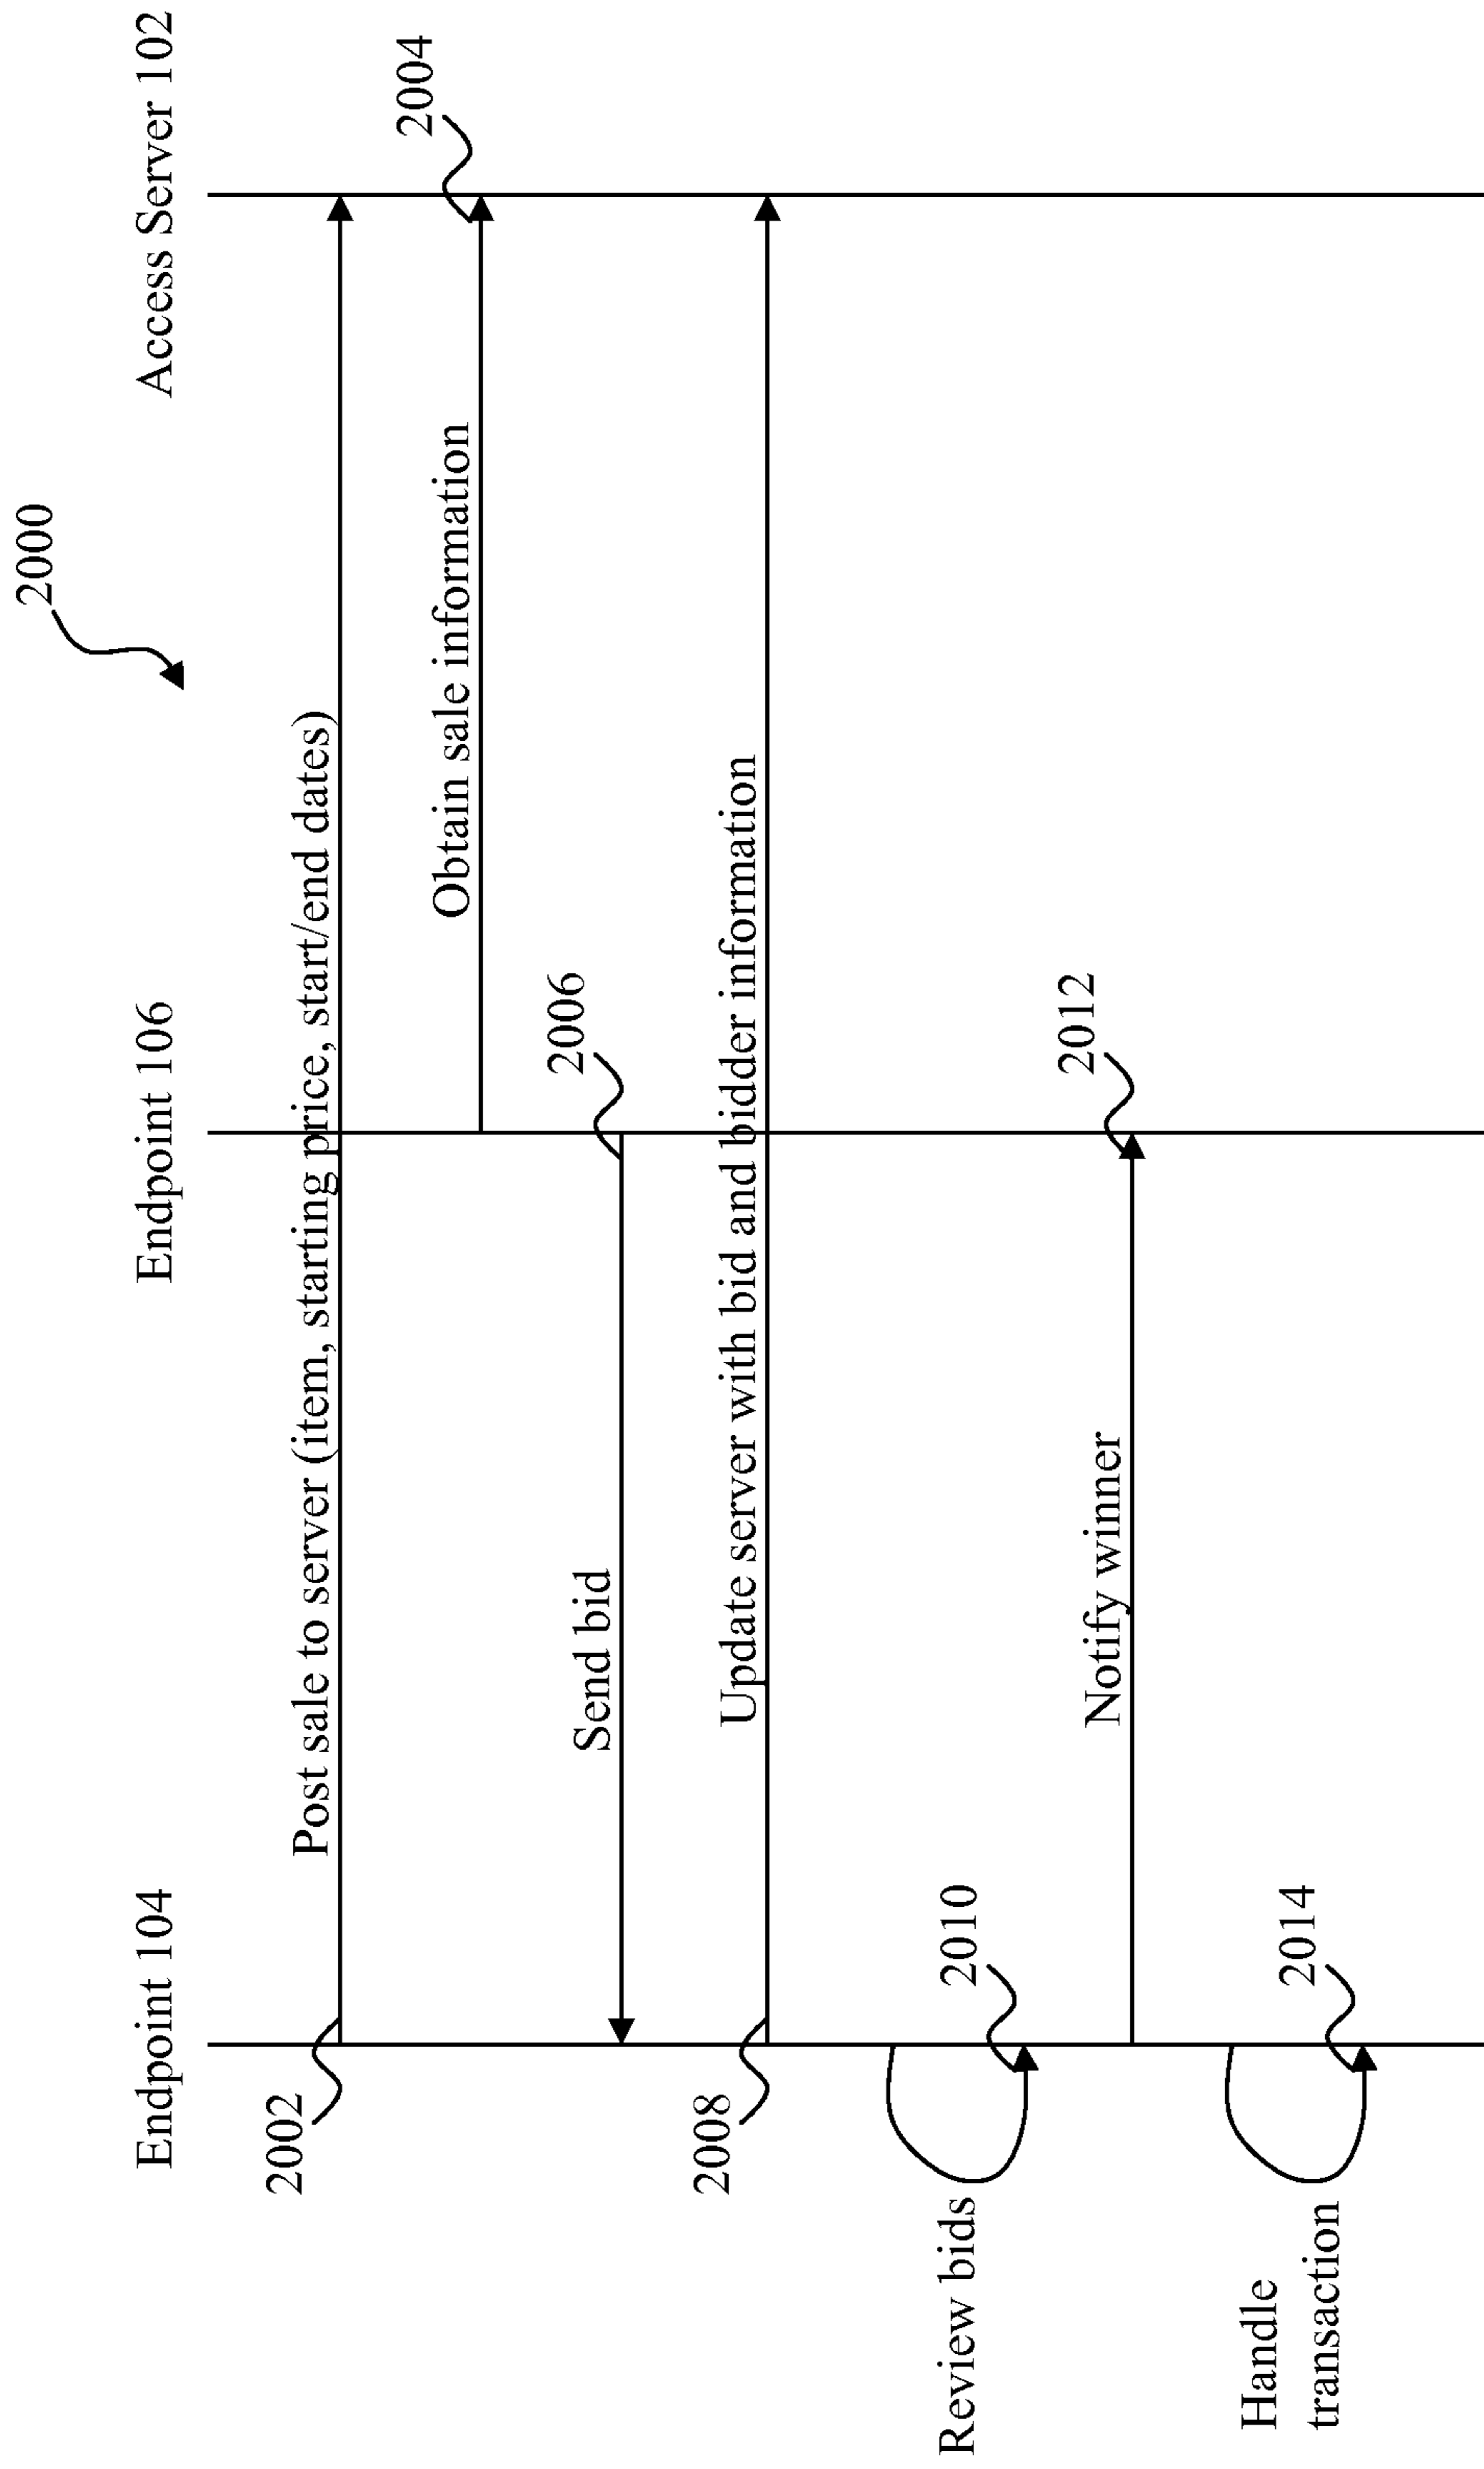 2000
Endpoint 104
Endpoint 106
Access Server 102
2002
Post sale to server (item, starting price, start/end dates)
2004
Obtain sale information
2006
Send bid
2008
Update server with bid and bidder information
2010
Review bids
2012
Notify winner
2014
Handle
transaction